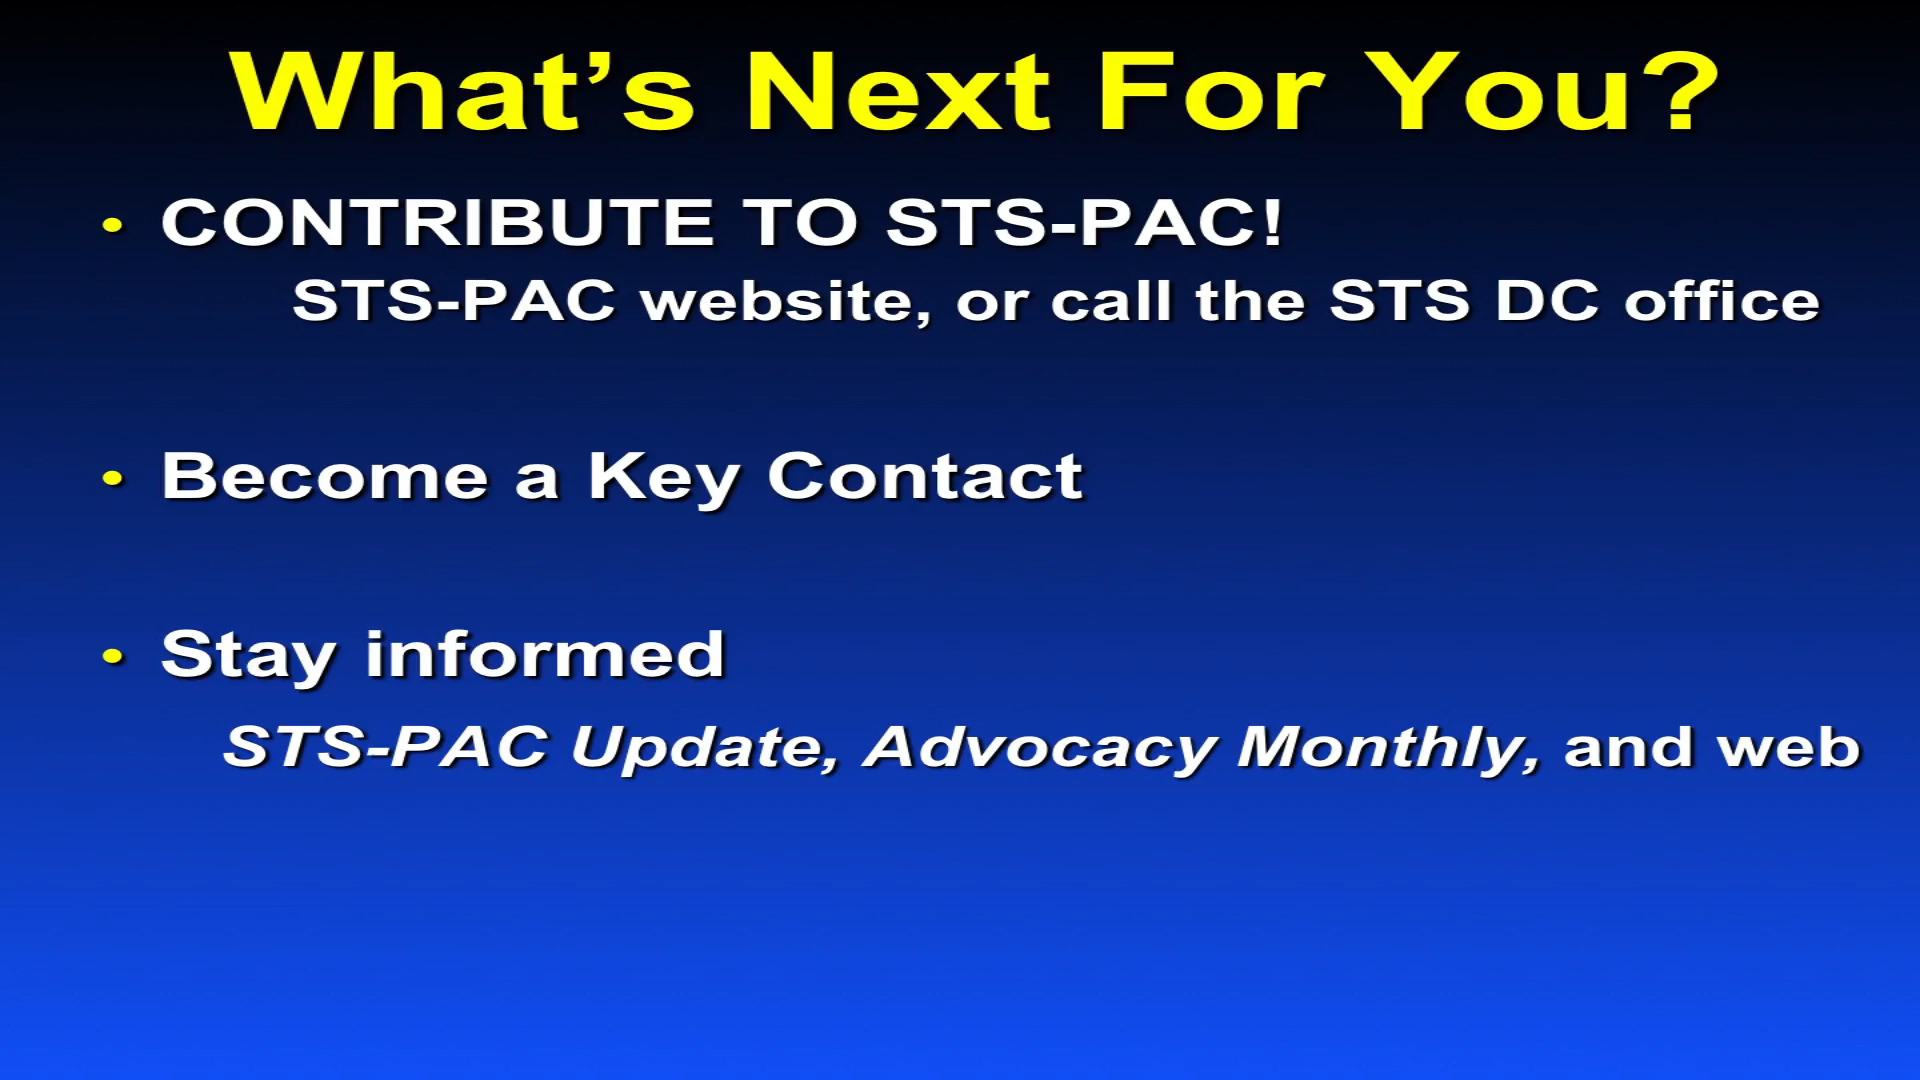 What’s Next For You?
• CONTRIBUTE TO STS-PAC!
STS-PAC website, or call the STS DC office
• Become a Key Contact
• Stay informed
STS-PAC Update, Advocacy Monthly, and web